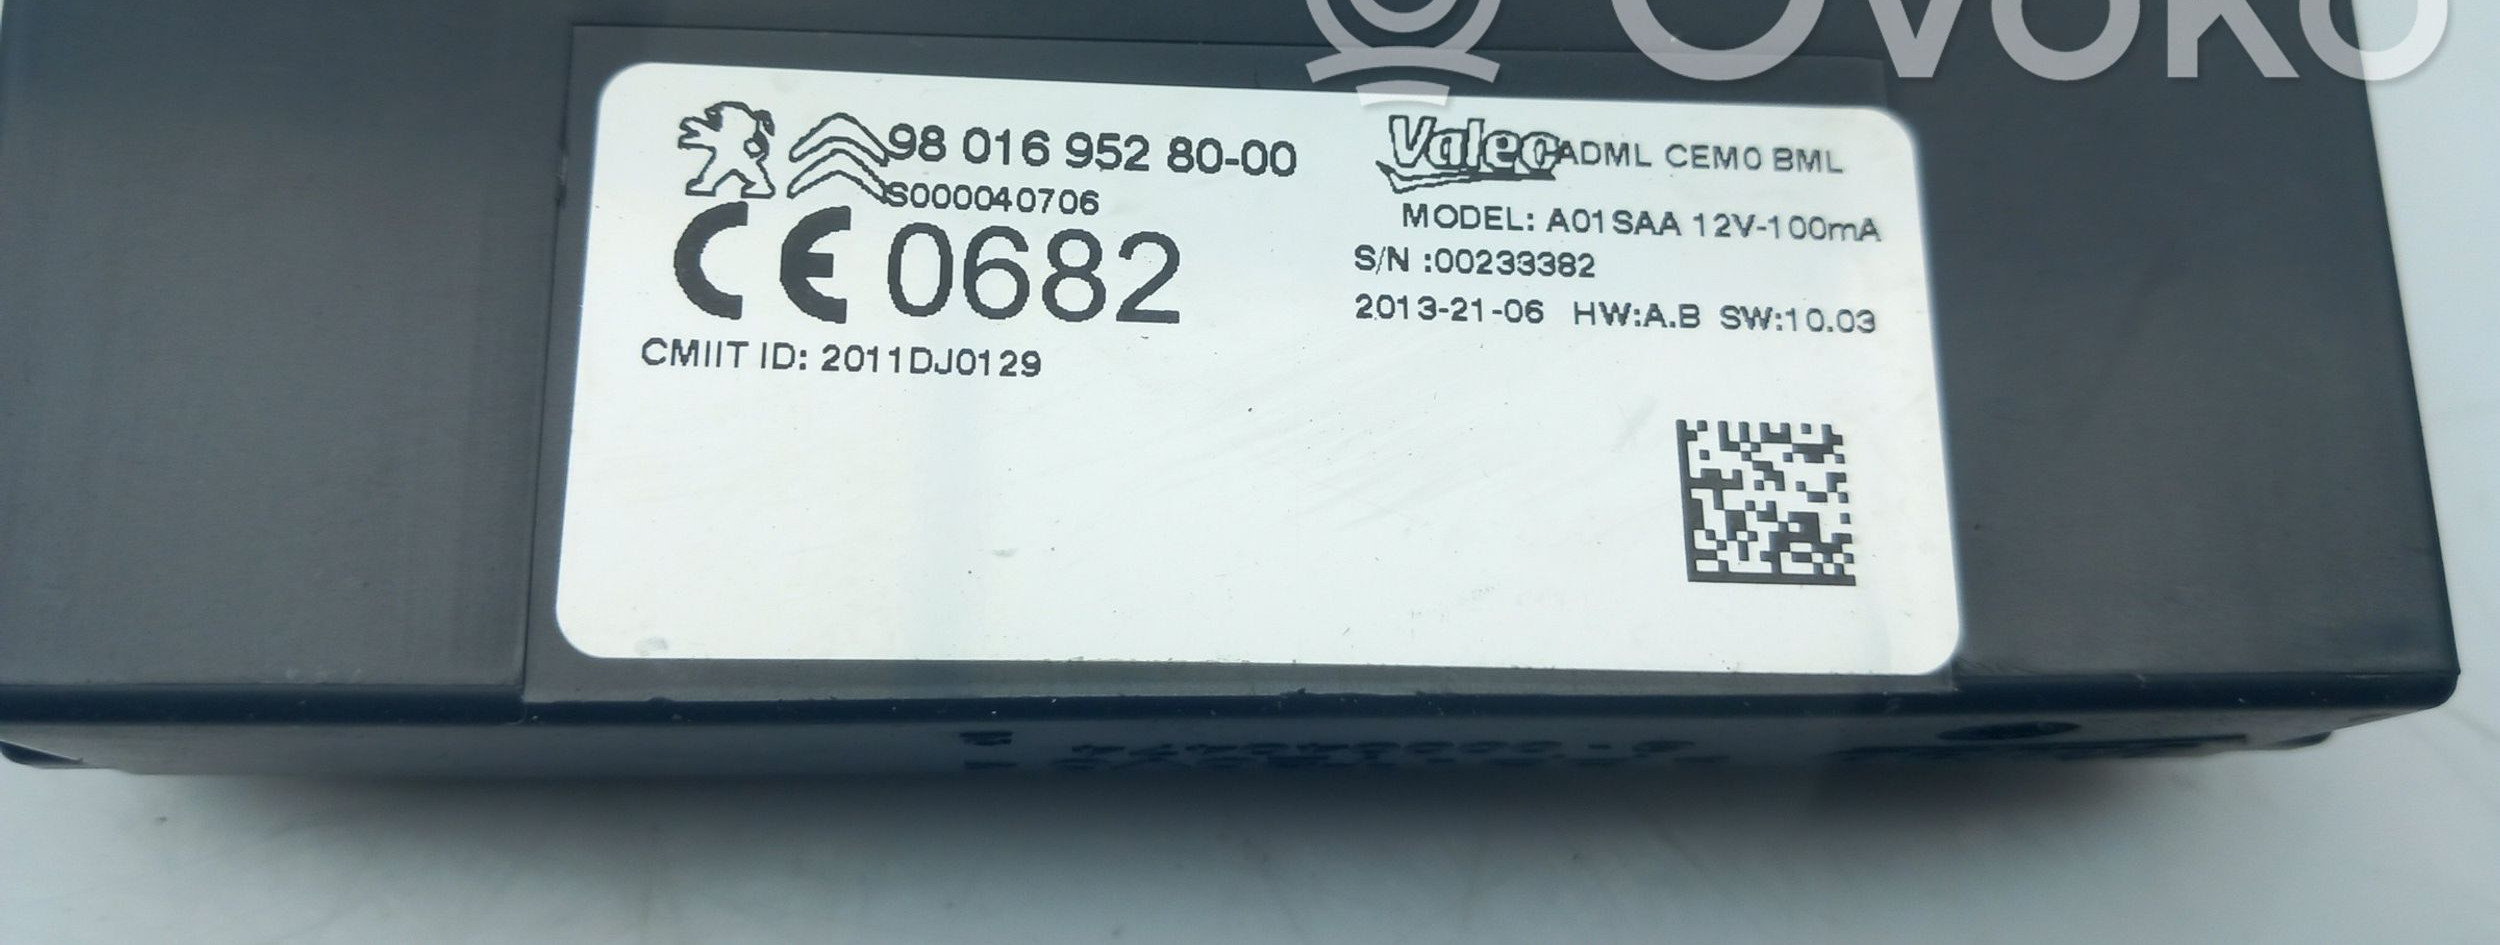 OVOKO
98 016 952 80-00
S000040706
CE 0682
CMIIT ID: 2011DJ0129
Valeo ADML CEM0 BML
MODEL: A01SAA 12V-100mA
S/N :00233382
2013-21-06 HW:A.B SW:10.03